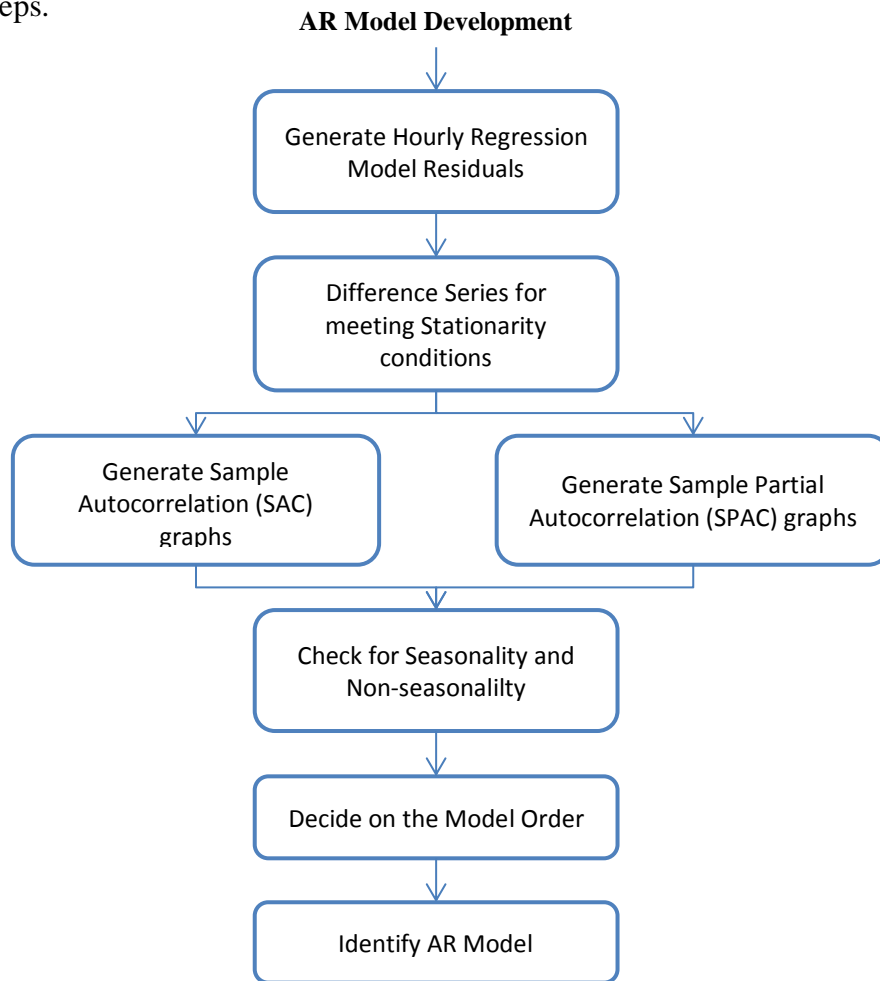 eps.
AR Model Development
Generate Hourly Regression
Model Residuals
Difference Series for
meeting Stationarity
conditions
Generate Sample
Autocorrelation (SAC)
graphs
Generate Sample Partial
Autocorrelation (SPAC) graphs
Check for Seasonality and
Non-seasonalilty
Decide on the Model Order
Identify AR Model